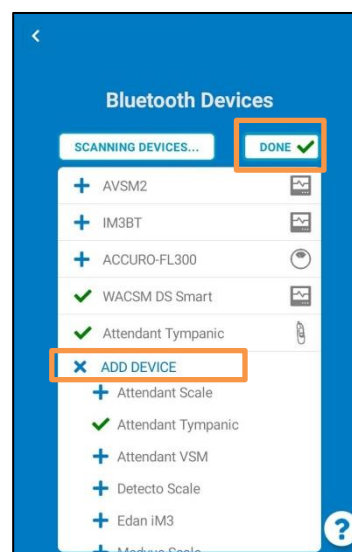 Bluetooth Devices
SCANNING DEVICES... DONE
AVSM2
IM3BT
ACCURO-FL300
WACSM DS Smart
Attendant Tympanic
ADD DEVICE
Attendant Scale
Attendant Tympanic
Attendant VSM
Detecto Scale
Edan iM3
?